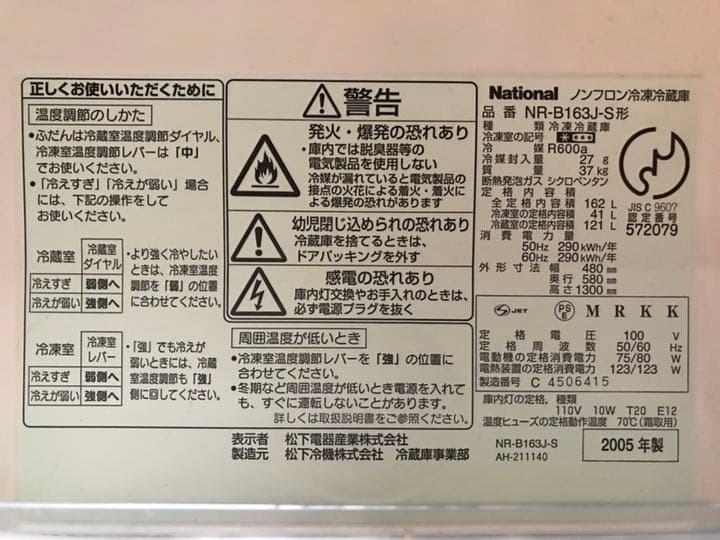 正しくお使いいただくために
温度調節のしかた
●ふだんは冷蔵室温度調節ダイヤル、
冷凍室温度調節レバーは「中」
でお使いください。
●「冷えすぎ」「冷えが弱い」場合
には、下記の操作をして
お使いください。
冷蔵室
冷蔵室
ダイヤル
冷えすぎ 弱側へ
冷えが弱い 強側へ
・より強く冷やしたい
ときは、冷凍室温度
調節を「弱」の位置
に合わせてください。
冷凍室
冷凍室
レバー
冷えすぎ 弱側へ
冷えが弱い 強側へ
・「強」でも冷えが
弱いときには、冷蔵
室温度調節も「強」
側に回してください。
警告
発火・爆発の恐れあり
●庫内では脱臭器等の
電気製品を使用しない
冷媒が漏れていると電気製品の
接点の火花による着火・着火に
よる爆発の恐れがあります
幼児閉じ込められの恐れあり
冷蔵庫を捨てるときは、
ドアパッキングを外す
感電の恐れあり
庫内灯交換やお手入れのときは、
必ず電源プラグを抜く
周囲温度が低いとき
●冷凍室温度調節レバーを「強」の位置に
合わせてください。
●冬期など周囲温度が低いとき電源を入れて
も、すぐに運転しないことがあります。
詳しくは取扱説明書をご参照ください。
表示者 松下電器産業株式会社
製造元 松下冷機株式会社 冷蔵庫事業部
National ノンフロン冷凍冷蔵庫
品番 NR-B163J-S形
種類 冷凍冷蔵庫
冷凍室の記号
冷媒 R600a
冷媒封入量 27 g
質量 37 kg
断熱発泡ガス シクロペンタン
定格内容積
全定格内容積 162 L
冷凍室の定格内容積 41 L
冷蔵室の定格内容積 121 L
消費電力量
50Hz 290 kWh/年
60Hz 290 kWh/年
外形寸法 幅 480 mm
奥行 580 mm
高さ 1300 mm
JIS C 9607
認定番号
572079
JET PS E MRKK
定格電圧 100 V
定格周波数 50/60 Hz
電動機の定格消費電力 75/80 W
電熱装置の定格消費電力 123/123 W
製造番号 C 4506415
庫内灯の定格、種類
110V 10W T20 E12
温度ヒューズの定格動作温度 70℃(霜取用)
NR-B163J-S
AH-211140
2005 年製